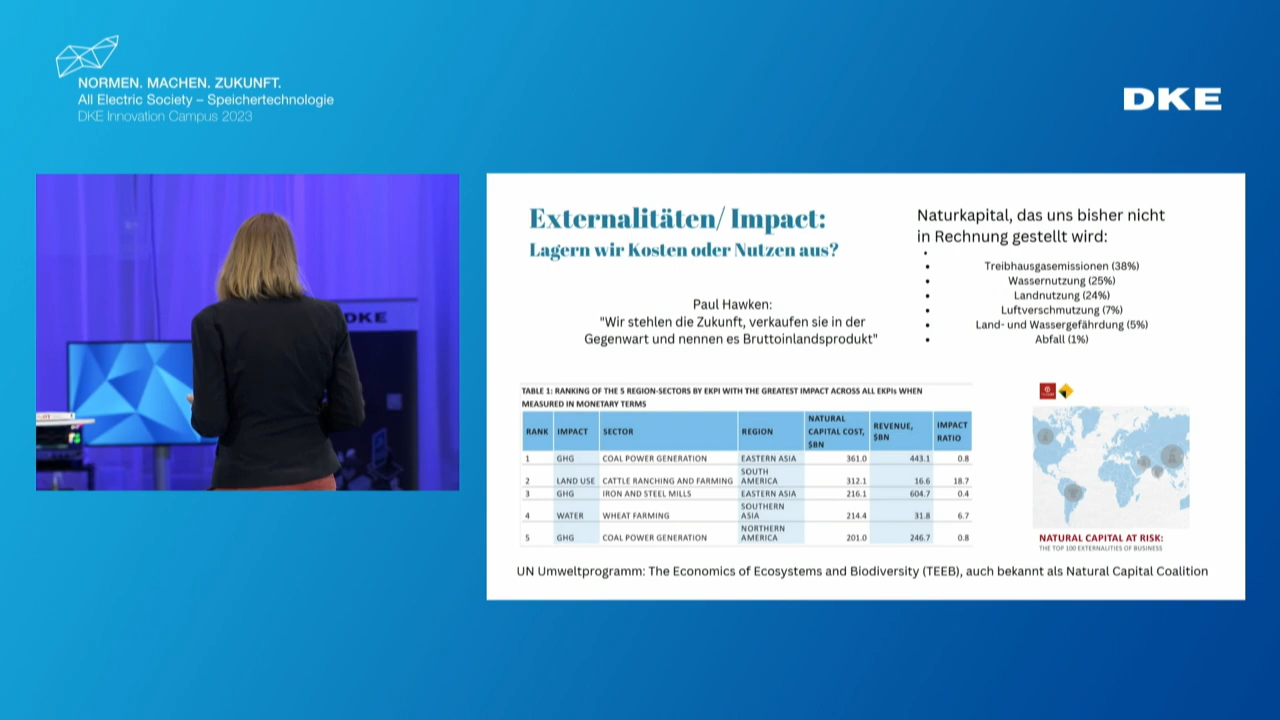 NORMEN. MACHEN. ZUKUNFT.
All Electric Society – Speichertechnologie
DKE Innovation Campus 2023
DKE
DKE
Externalitäten/ Impact:
Lagern wir Kosten oder Nutzen aus?
Paul Hawken:
"Wir stehlen die Zukunft, verkaufen sie in der
Gegenwart und nennen es Bruttoinlandsprodukt"
Naturkapital, das uns bisher nicht
in Rechnung gestellt wird:
•
• Treibhausgasemissionen (38%)
• Wassernutzung (25%)
• Landnutzung (24%)
• Luftverschmutzung (7%)
• Land- und Wassergefährdung (5%)
• Abfall (1%)
TABLE 1: RANKING OF THE 5 REGION-SECTORS BY EKPI WITH THE GREATEST IMPACT ACROSS ALL EKPIs WHEN
MEASURED IN MONETARY TERMS
RANK IMPACT SECTOR REGION NATURAL CAPITAL COST, $BN REVENUE, $BN IMPACT RATIO
1 GHG COAL POWER GENERATION EASTERN ASIA 361.0 443.1 0.8
2 LAND USE CATTLE RANCHING AND FARMING SOUTH AMERICA 312.1 16.6 18.7
3 GHG IRON AND STEEL MILLS EASTERN ASIA 216.1 604.7 0.4
4 WATER WHEAT FARMING SOUTHERN ASIA 214.4 31.8 6.7
5 GHG COAL POWER GENERATION NORTHERN AMERICA 201.0 246.7 0.8
NATURAL CAPITAL AT RISK:
THE TOP 100 EXTERNALITIES OF BUSINESS
UN Umweltprogramm: The Economics of Ecosystems and Biodiversity (TEEB), auch bekannt als Natural Capital Coalition